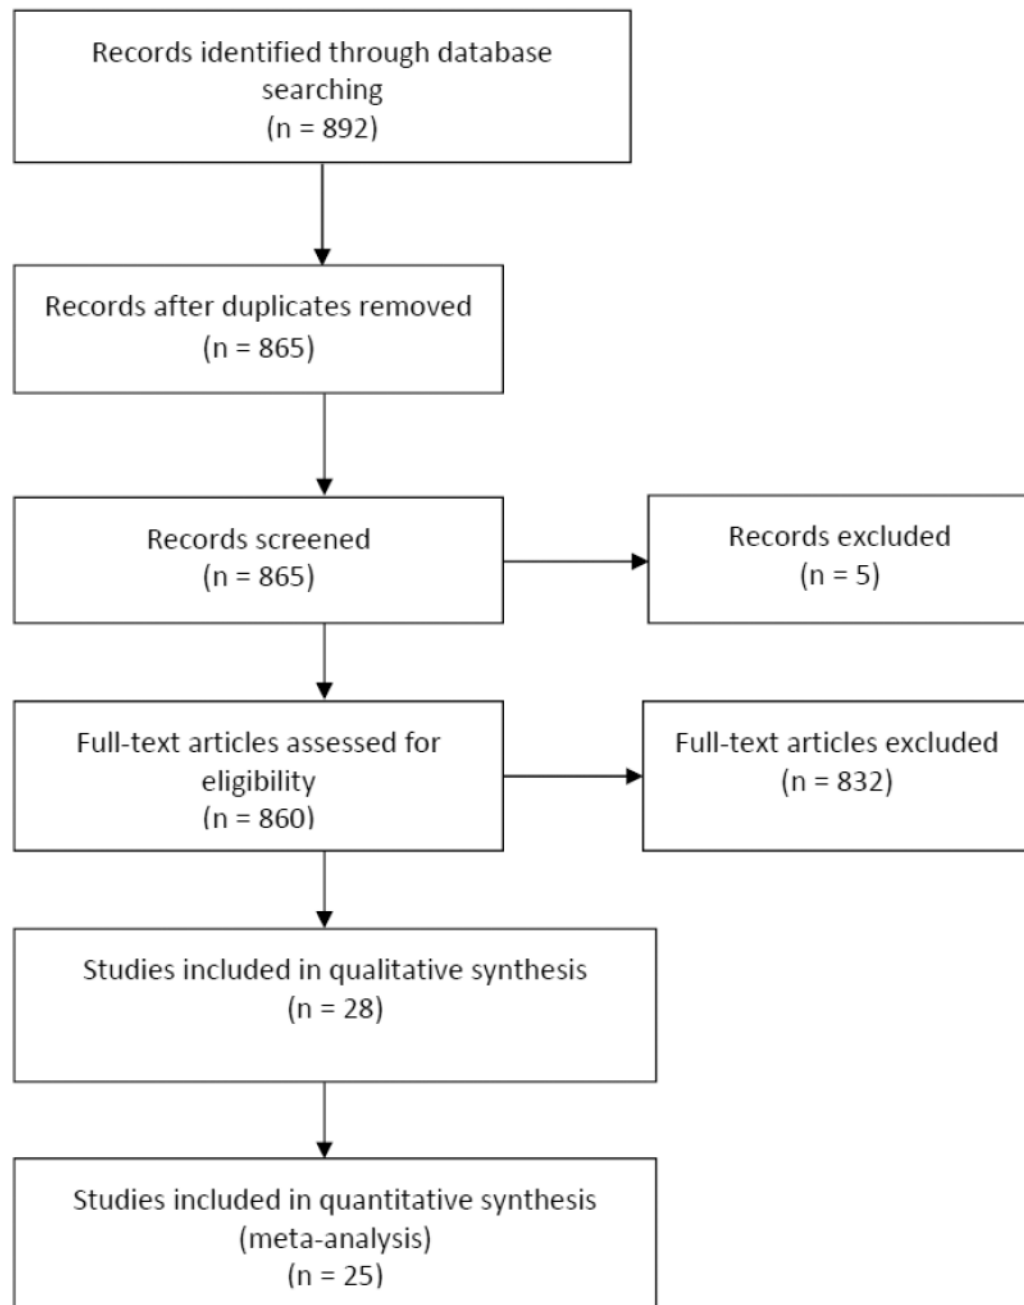 Records identified through database
searching
(n = 892)
Records after duplicates removed
(n = 865)
Records screened
(n = 865)
Records excluded
(n = 5)
Full-text articles assessed for
eligibility
(n = 860)
Full-text articles excluded
(n = 832)
Studies included in qualitative synthesis
(n = 28)
Studies included in quantitative synthesis
(meta-analysis)
(n = 25)